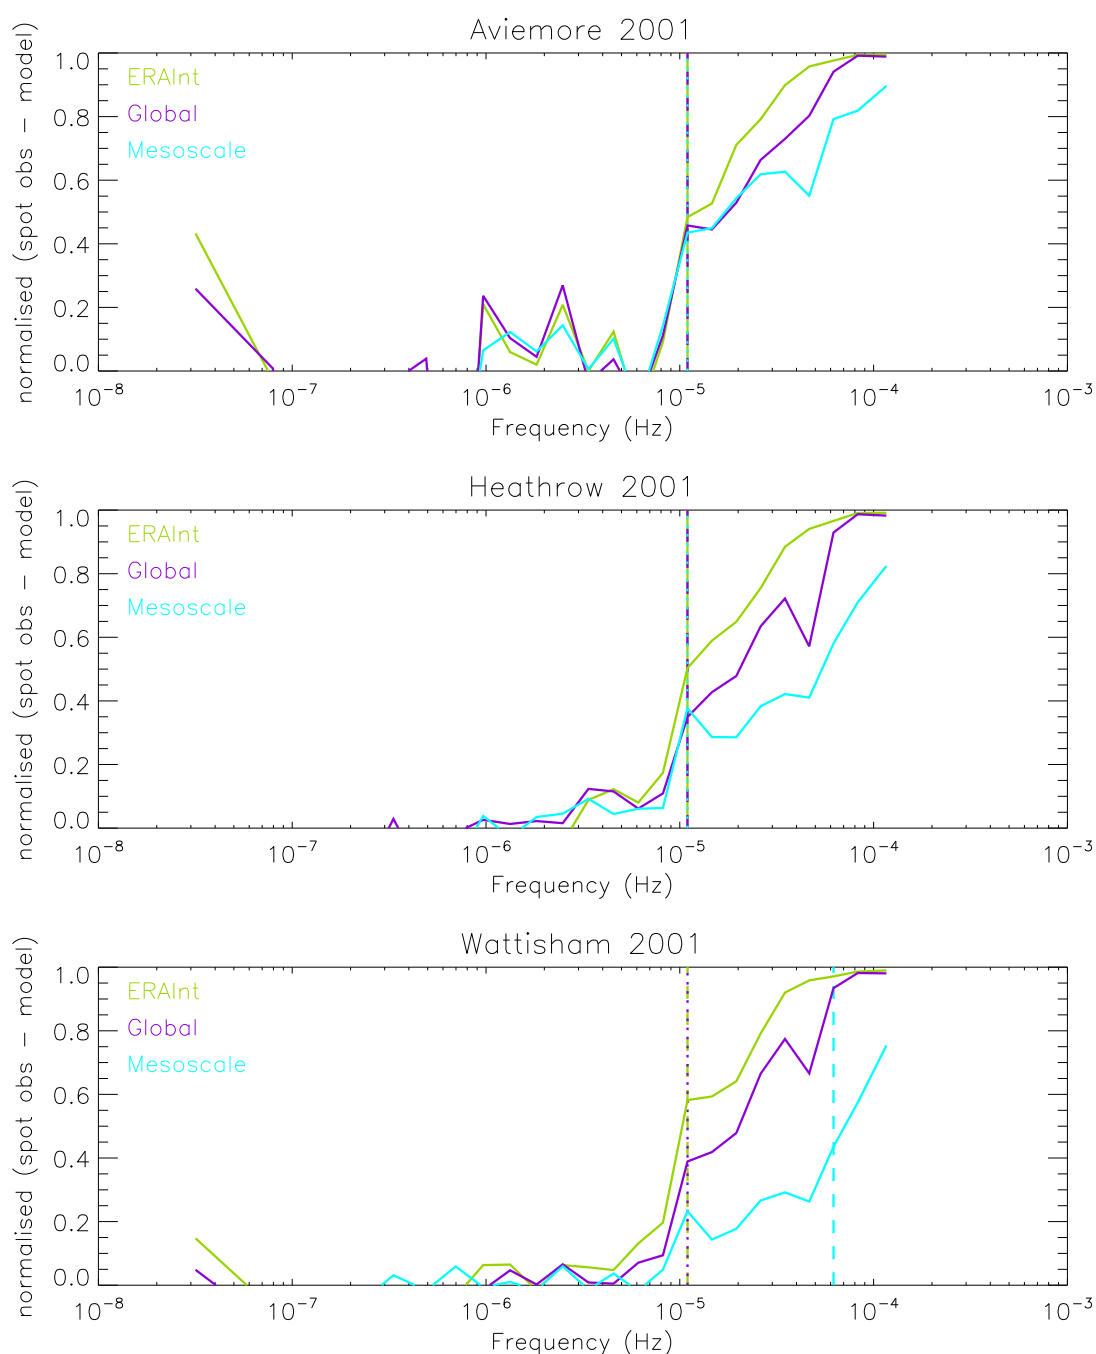 Aviemore 2001
normalised (spot obs − model)
1.0
0.8
0.6
0.4
0.2
0.0
ERAInt
Global
Mesoscale
10⁻⁸ 10⁻⁷ 10⁻⁶ 10⁻⁵ 10⁻⁴ 10⁻³
Frequency (Hz)
Heathrow 2001
normalised (spot obs − model)
1.0
0.8
0.6
0.4
0.2
0.0
ERAInt
Global
Mesoscale
10⁻⁸ 10⁻⁷ 10⁻⁶ 10⁻⁵ 10⁻⁴ 10⁻³
Frequency (Hz)
Wattisham 2001
normalised (spot obs − model)
1.0
0.8
0.6
0.4
0.2
0.0
ERAInt
Global
Mesoscale
10⁻⁸ 10⁻⁷ 10⁻⁶ 10⁻⁵ 10⁻⁴ 10⁻³
Frequency (Hz)